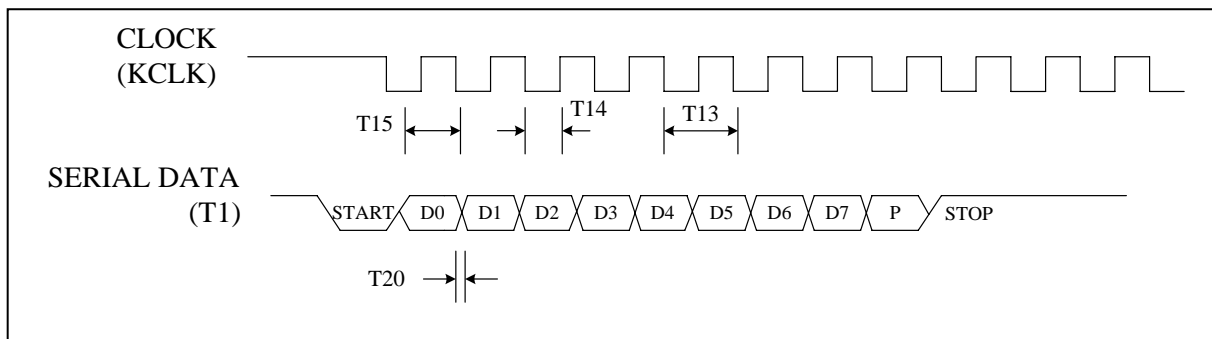 CLOCK
(KCLK)
T15
T14
T13
SERIAL DATA
(T1)
START D0 D1 D2 D3 D4 D5 D6 D7 P STOP
T20